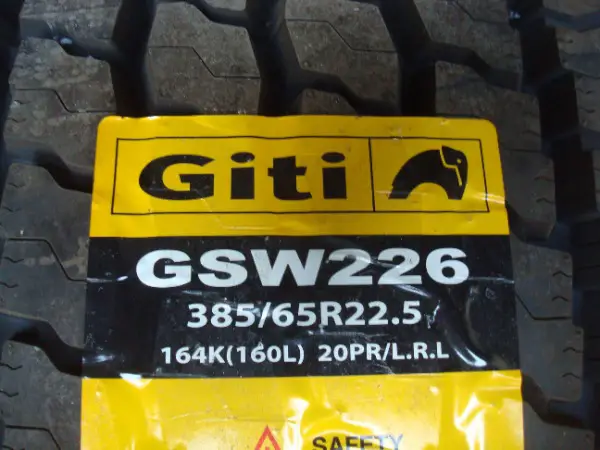 Giti
GSW226
385/65R22.5
164K(160L) 20PR/L.R.L
SAFETY